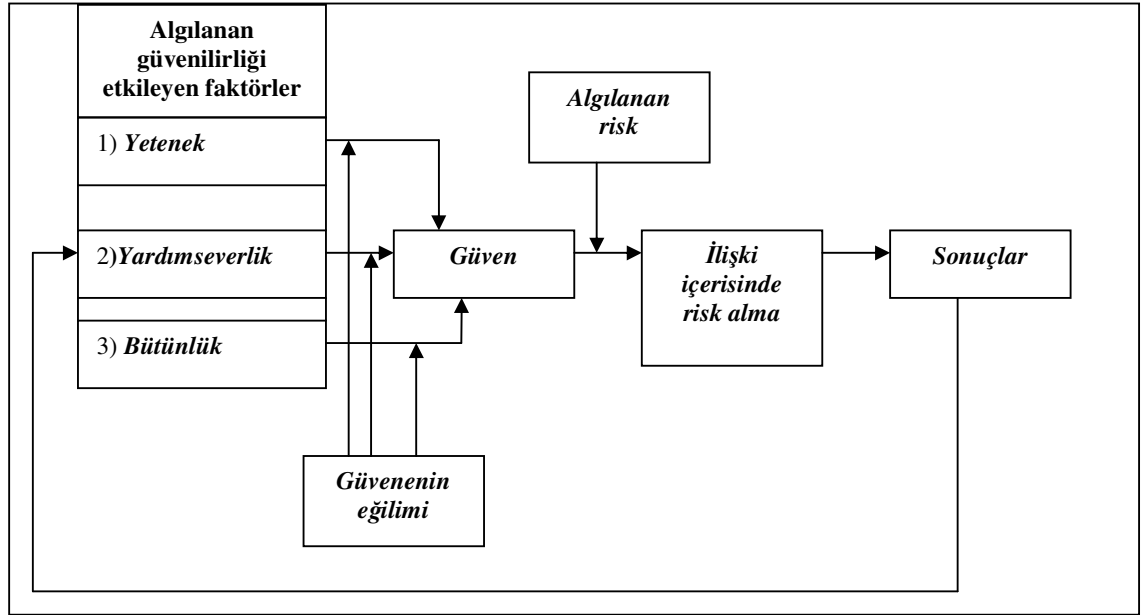 Algılanan
güvenilirliği
etkileyen faktörler
1) Yetenek
2)Yardımseverlik
3) Bütünlük
Güvenenin
eğilimi
Güven
Algılanan
risk
İlişki
içerisinde
risk alma
Sonuçlar